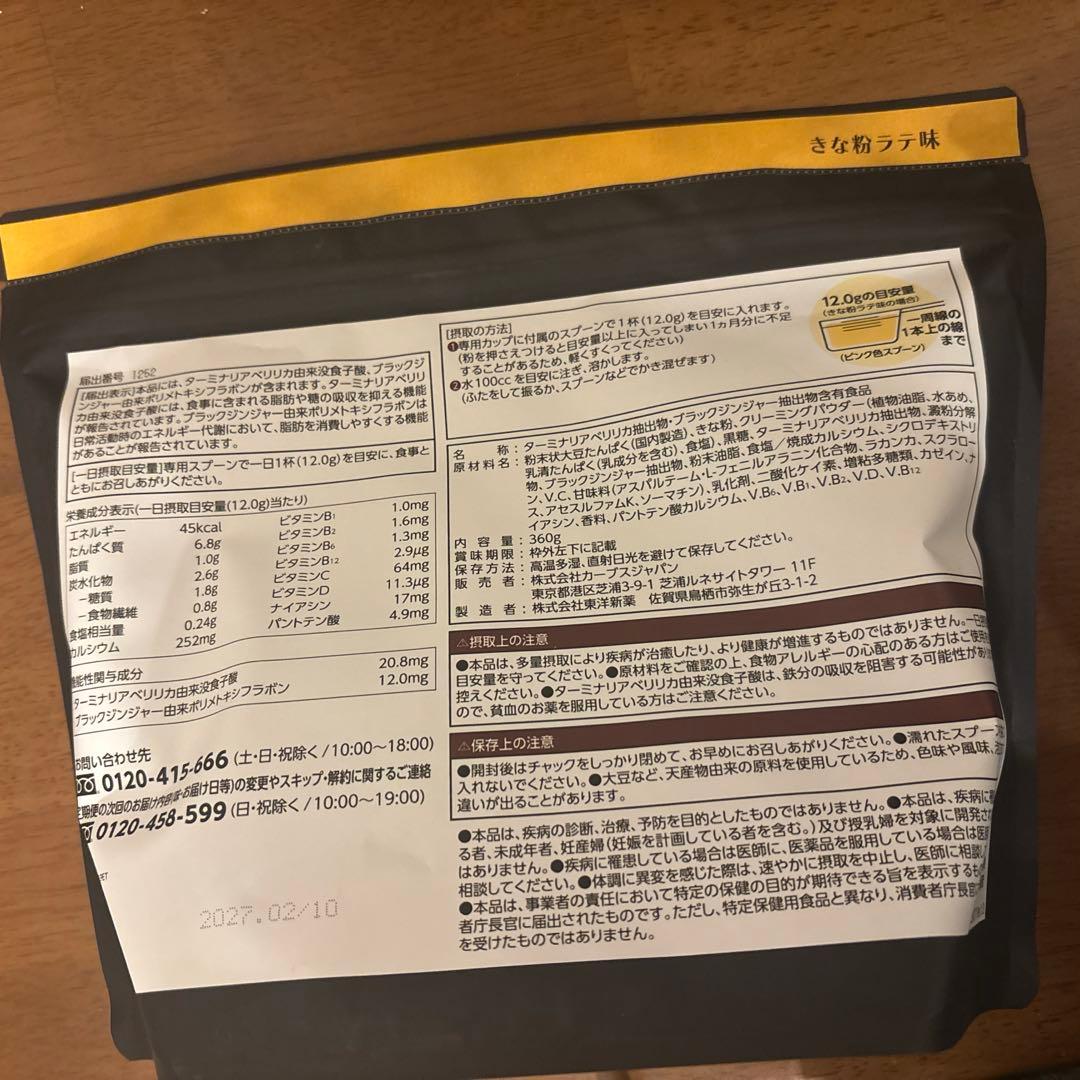 きな粉ラテ味
届出番号 I262
[届出表示]本品には、ターミナリアベリリカ由来没食子酸、ブラックジ
ンジャー由来ポリメトキシフラボンが含まれます。ターミナリアベリリ
カ由来没食子酸には、食事に含まれる脂肪や糖の吸収を抑える機能
が報告されています。ブラックジンジャー由来ポリメトキシフラボンは
日常活動時のエネルギー代謝において、脂肪を消費しやすくする機能
があることが報告されています。
[一日摂取目安量]専用スプーンで一日1杯(12.0g)を目安に、食事と
ともにお召しあがりください。
栄養成分表示(一日摂取目安量(12.0g)当たり)
エネルギー 45kcal ビタミンB1 1.0mg
たんぱく質 6.8g ビタミンB2 1.6mg
脂質 1.0g ビタミンB6 1.3mg
炭水化物 2.6g ビタミンB12 2.9μg
－糖質 1.8g ビタミンC 64mg
－食物繊維 0.8g ビタミンD 11.3μg
食塩相当量 0.24g ナイアシン 17mg
カルシウム 252mg パントテン酸 4.9mg
機能性関与成分
ターミナリアベリリカ由来没食子酸 20.8mg
ブラックジンジャー由来ポリメトキシフラボン 12.0mg
お問い合わせ先
0120-415-666 (土・日・祝除く/10:00〜18:00)
定期便の次回のお届け内容(味・お届け日等)の変更やスキップ・解約に関するご連絡
0120-458-599 (日・祝除く/10:00〜19:00)
2027.02/10
[摂取の方法]
❶専用カップに付属のスプーンで1杯(12.0g)を目安に入れます。
(粉を押さえつけると目安量以上に入ってしまい1ヵ月分に不足
することがあるため、軽くすくってください)
❷水100ccを目安に注ぎ、溶かします。
(ふたをして振るか、スプーンなどでかき混ぜます)
12.0gの目安量
(きな粉ラテ味の場合)
一周線の
1本上の線
まで
(ピンク色スプーン)
名 称:ターミナリアベリリカ抽出物・ブラックジンジャー抽出物含有食品
原材料名:粉末状大豆たんぱく(国内製造)、きな粉、クリーミングパウダー(植物油脂、水あめ、
乳清たんぱく(乳成分を含む)、食塩)、黒糖、ターミナリアベリリカ抽出物、澱粉分解
物、ブラックジンジャー抽出物、粉末油脂、食塩/焼成カルシウム、シクロデキストリ
ン、V.C、甘味料(アスパルテーム・L-フェニルアラニン化合物、ラカンカ、スクラロー
ス、アセスルファムK、ソーマチン)、乳化剤、二酸化ケイ素、増粘多糖類、カゼイン、ナ
イアシン、香料、パントテン酸カルシウム、V.B6、V.B1、V.B2、V.D、V.B12
内 容 量:360g
賞味期限:枠外左下に記載
保存方法:高温多湿、直射日光を避けて保存してください。
販 売 者:株式会社カーブスジャパン
東京都港区芝浦3-9-1 芝浦ルネサイトタワー 11F
製 造 者:株式会社東洋新薬 佐賀県鳥栖市弥生が丘3-1-2
⚠摂取上の注意
●本品は、多量摂取により疾病が治癒したり、より健康が増進するものではありません。一日摂
目安量を守ってください。●原材料をご確認の上、食物アレルギーの心配のある方はご使用
控えください。●ターミナリアベリリカ由来没食子酸は、鉄分の吸収を阻害する可能性があ
ので、貧血のお薬を服用している方はご注意ください。
⚠保存上の注意
●開封後はチャックをしっかり閉めて、お早めにお召しあがりください。●濡れたスプー
入れないでください。●大豆など、天産物由来の原料を使用しているため、色味や風味、
違いが出ることがあります。
●本品は、疾病の診断、治療、予防を目的としたものではありません。●本品は、疾病に
る者、未成年者、妊産婦(妊娠を計画している者を含む。)及び授乳婦を対象に開発さ
はありません。●疾病に罹患している場合は医師に、医薬品を服用している場合は医師
相談してください。●体調に異変を感じた際は、速やかに摂取を中止し、医師に相談し
●本品は、事業者の責任において特定の保健の目的が期待できる旨を表示するも
者庁長官に届出されたものです。ただし、特定保健用食品と異なり、消費者庁長官
を受けたものではありません。